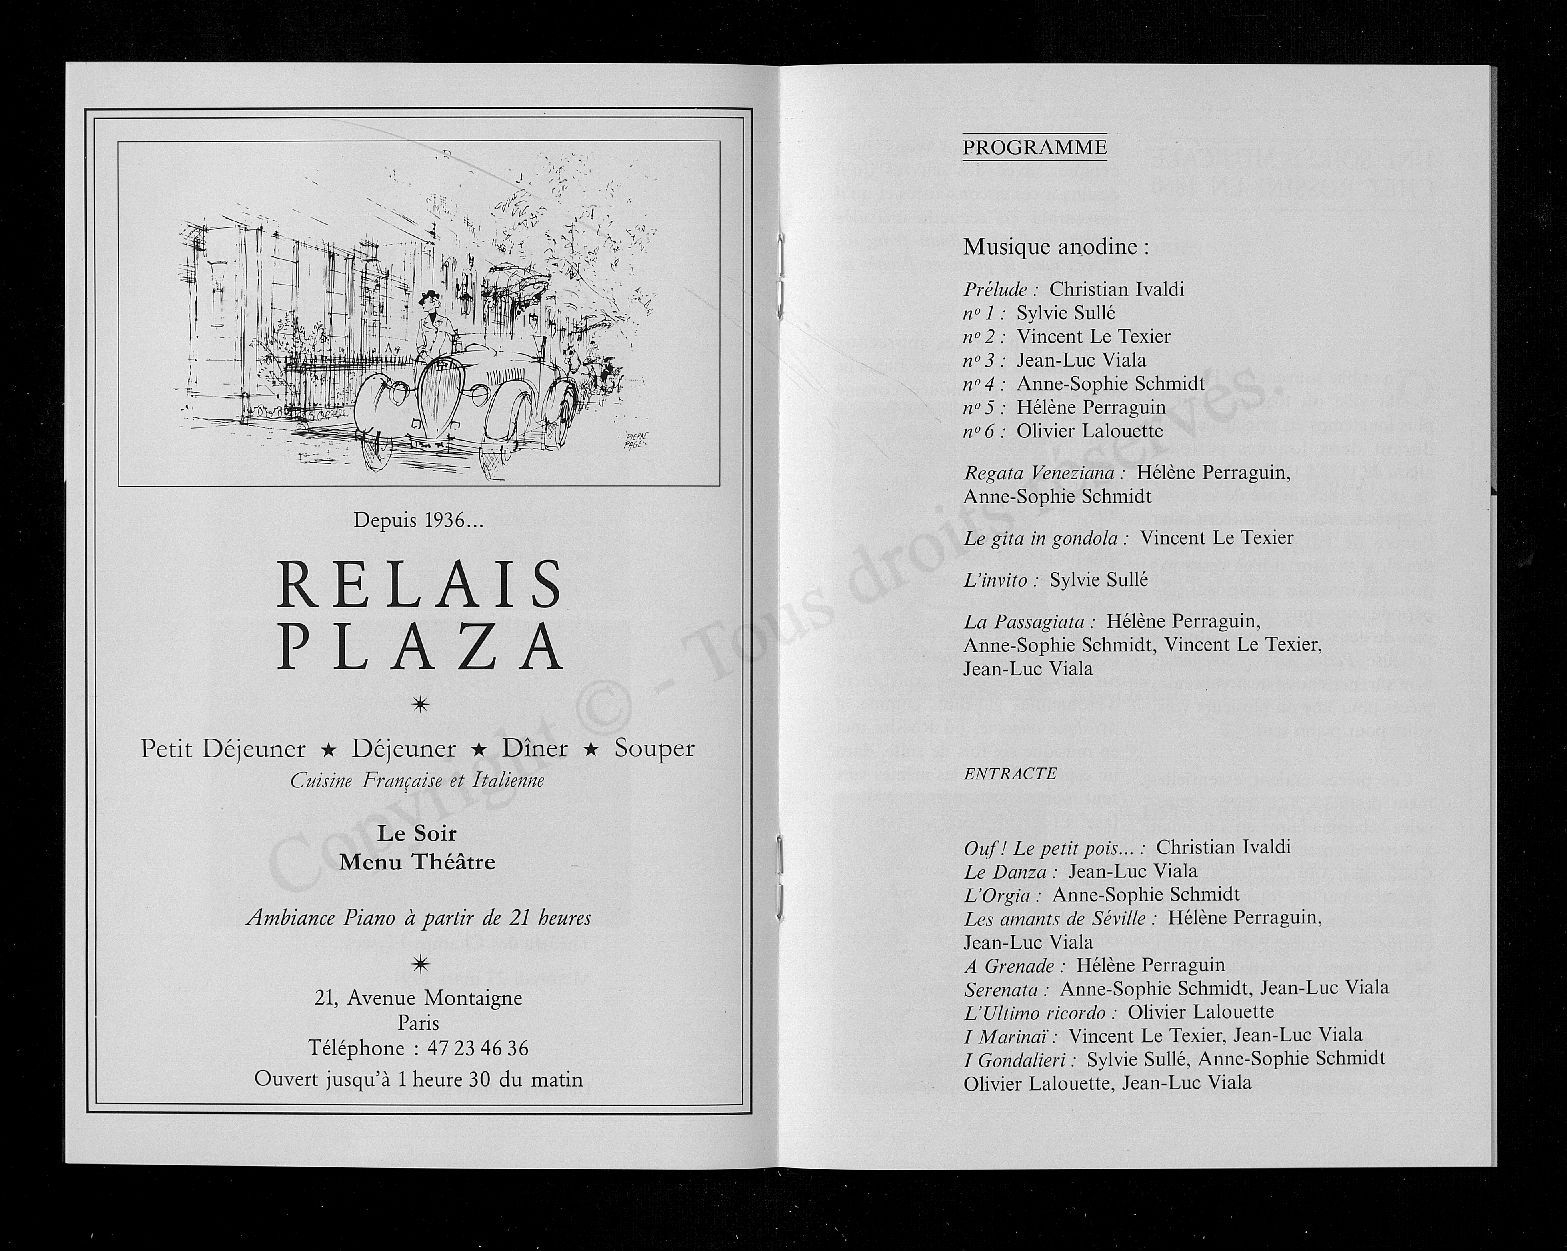 Depuis 1936...
RELAIS
PLAZA
Petit Déjeuner ★ Déjeuner ★ Dîner ★ Souper
Cuisine Française et Italienne
Le Soir
Menu Théâtre
Ambiance Piano à partir de 21 heures
21, Avenue Montaigne
Paris
Téléphone : 47 23 46 36
Ouvert jusqu'à 1 heure 30 du matin
PROGRAMME
Musique anodine :
Prélude : Christian Ivaldi
nº 1 : Sylvie Sullé
nº 2 : Vincent Le Texier
nº 3 : Jean-Luc Viala
nº 4 : Anne-Sophie Schmidt
nº 5 : Hélène Perraguin
nº 6 : Olivier Lalouette
Regata Veneziana : Hélène Perraguin,
Anne-Sophie Schmidt
Le gita in gondola : Vincent Le Texier
L'invito : Sylvie Sullé
La Passagiata : Hélène Perraguin,
Anne-Sophie Schmidt, Vincent Le Texier,
Jean-Luc Viala
ENTRACTE
Ouf ! Le petit pois... : Christian Ivaldi
Le Danza : Jean-Luc Viala
L'Orgia : Anne-Sophie Schmidt
Les amants de Séville : Hélène Perraguin,
Jean-Luc Viala
A Grenade : Hélène Perraguin
Serenata : Anne-Sophie Schmidt, Jean-Luc Viala
L'Ultimo ricordo : Olivier Lalouette
I Marinaï : Vincent Le Texier, Jean-Luc Viala
I Gondalieri : Sylvie Sullé, Anne-Sophie Schmidt
Olivier Lalouette, Jean-Luc Viala
Copyright © - Tous droits réservés